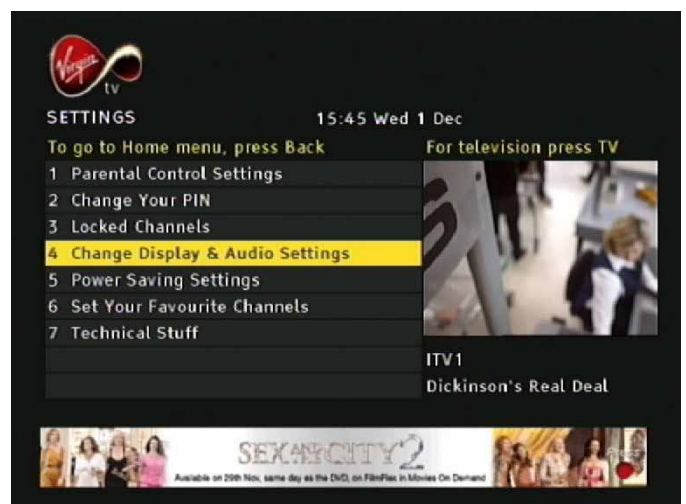 Virgin
tv
SETTINGS 15:45 Wed 1 Dec
To go to Home menu, press Back
For television press TV
1 Parental Control Settings
2 Change Your PIN
3 Locked Channels
4 Change Display & Audio Settings
5 Power Saving Settings
6 Set Your Favourite Channels
7 Technical Stuff
ITV1
Dickinson's Real Deal
SEX AND THE CITY 2
Available on 29th Nov, same day as the DVD, on FilmFlex in Movies On Demand
Press